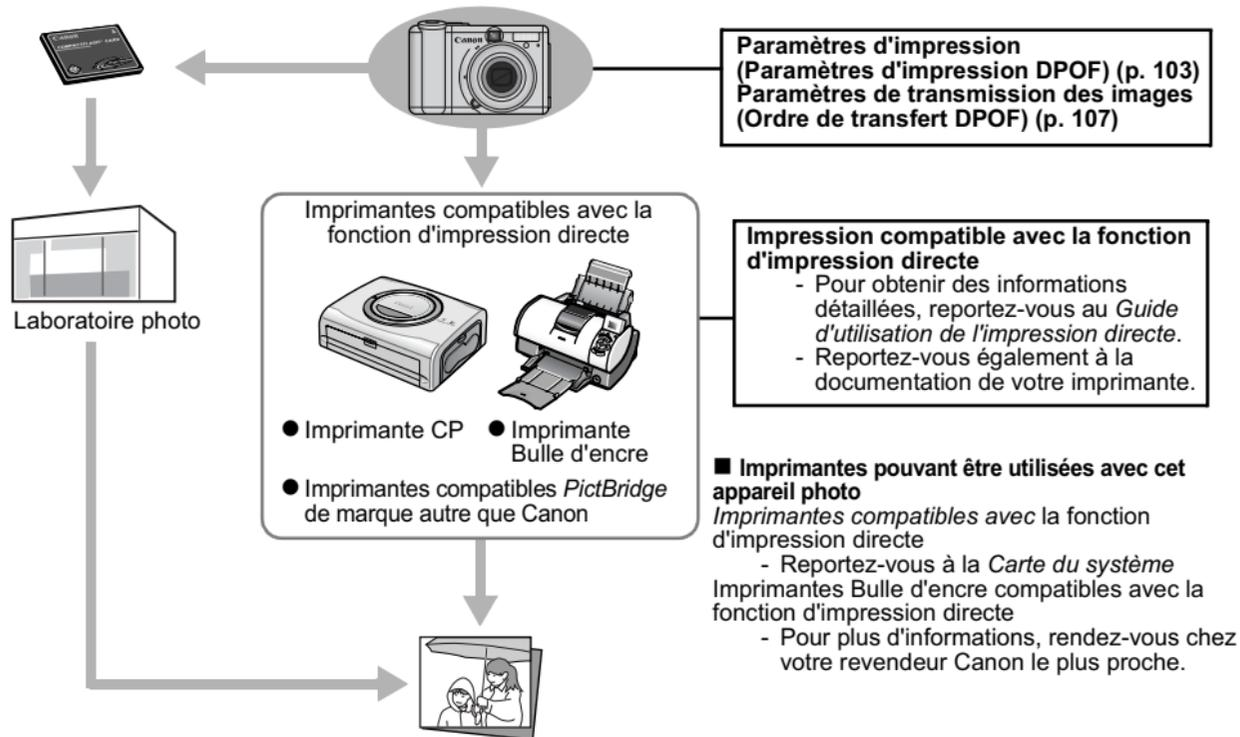 Canon
COMPACTFLASH CARD
Canon
Paramètres d'impression
(Paramètres d'impression DPOF) (p. 103)
Paramètres de transmission des images
(Ordre de transfert DPOF) (p. 107)
Laboratoire photo
Imprimantes compatibles avec la
fonction d'impression directe
● Imprimante CP
● Imprimante
Bulle d'encre
● Imprimantes compatibles PictBridge
de marque autre que Canon
Impression compatible avec la fonction
d'impression directe
- Pour obtenir des informations
détaillées, reportez-vous au Guide
d'utilisation de l'impression directe.
- Reportez-vous également à la
documentation de votre imprimante.
■ Imprimantes pouvant être utilisées avec cet
appareil photo
Imprimantes compatibles avec la fonction
d'impression directe
- Reportez-vous à la Carte du système
Imprimantes Bulle d'encre compatibles avec la
fonction d'impression directe
- Pour plus d'informations, rendez-vous chez
votre revendeur Canon le plus proche.